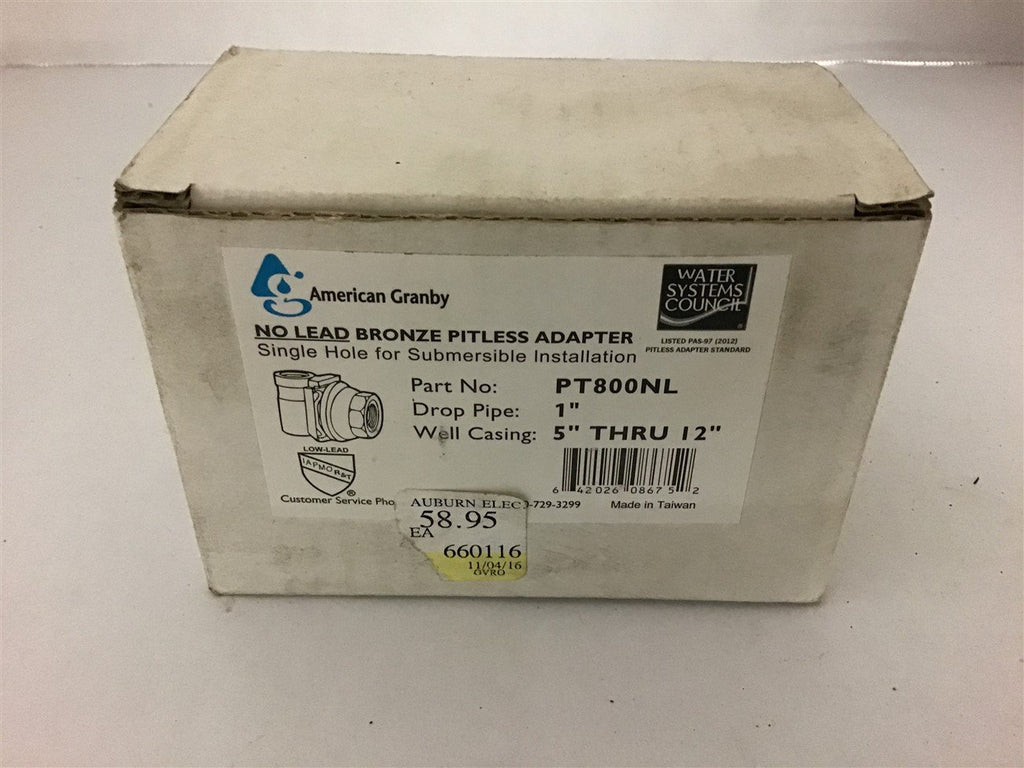 American Granby
WATER
SYSTEMS
COUNCIL
®
LISTED PAS-97 (2012)
PITLESS ADAPTER STANDARD
NO LEAD BRONZE PITLESS ADAPTER
Single Hole for Submersible Installation
Part No: PT800NL
Drop Pipe: 1"
Well Casing: 5" THRU 12"
LOW-LEAD
IAPMO R&T
®
6 42026 08675 2
Customer Service Pho
-729-3299
Made in Taiwan
AUBURN ELEC
58.95
EA
660116
11/04/16
GVRO